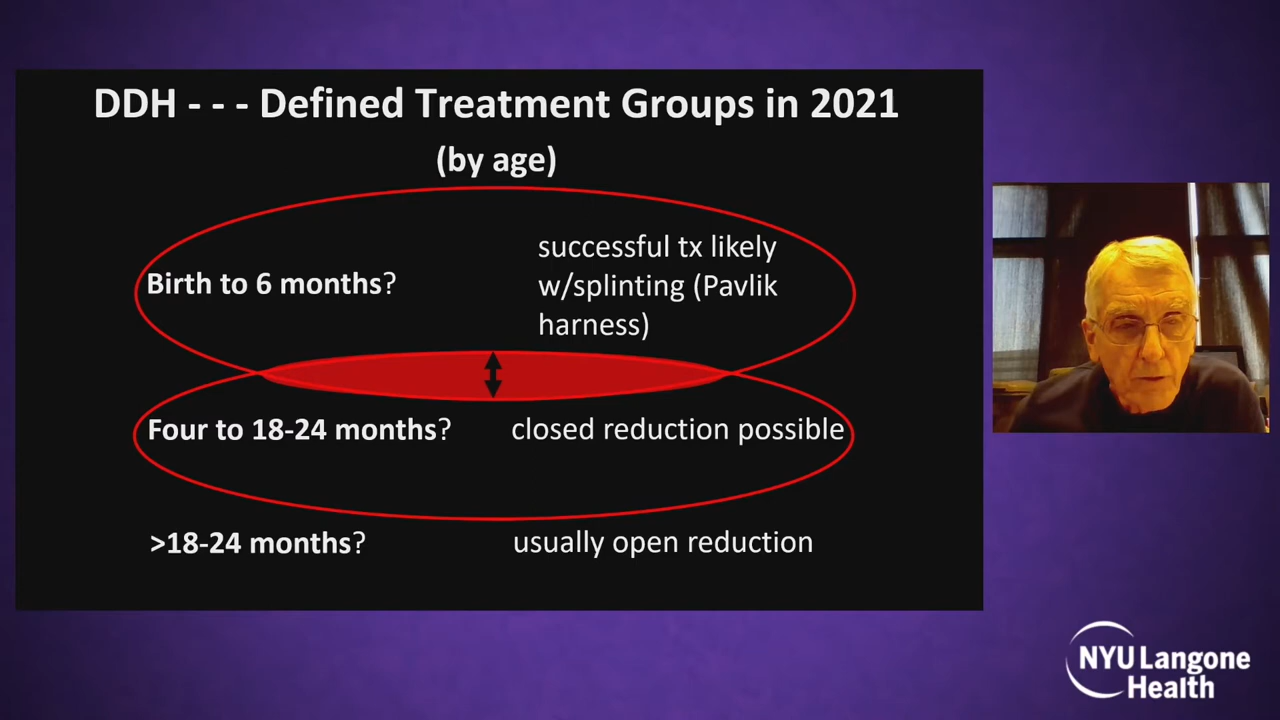 DDH - - - Defined Treatment Groups in 2021
(by age)
Birth to 6 months?
successful tx likely
w/splinting (Pavlik
harness)
Four to 18-24 months?
closed reduction possible
>18-24 months?
usually open reduction
NYU Langone
Health